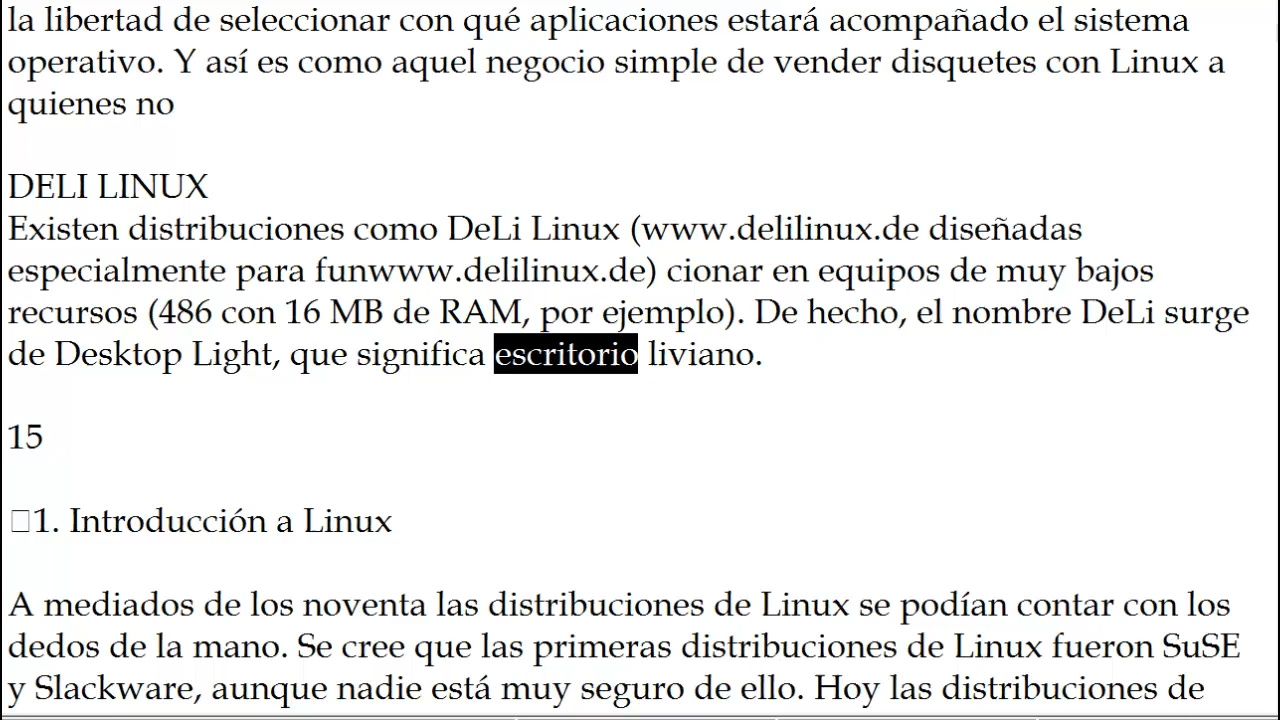 la libertad de seleccionar con qué aplicaciones estará acompañado el sistema
operativo. Y así es como aquel negocio simple de vender disquetes con Linux a
quienes no
DELI LINUX
Existen distribuciones como DeLi Linux (www.delilinux.de diseñadas
especialmente para funwww.delilinux.de) cionar en equipos de muy bajos
recursos (486 con 16 MB de RAM, por ejemplo). De hecho, el nombre DeLi surge
de Desktop Light, que significa escritorio liviano.
15
□1. Introducción a Linux
A mediados de los noventa las distribuciones de Linux se podían contar con los
dedos de la mano. Se cree que las primeras distribuciones de Linux fueron SuSE
y Slackware, aunque nadie está muy seguro de ello. Hoy las distribuciones de